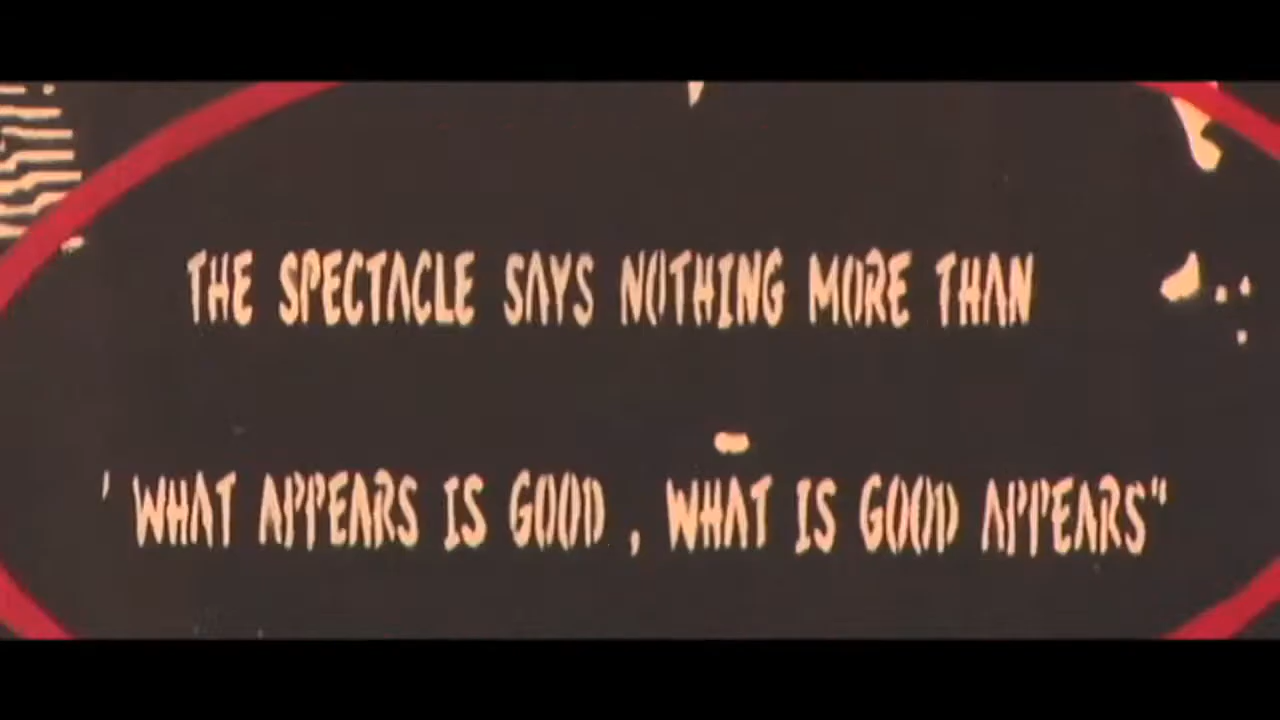 THE SPECTACLE SAYS NOTHING MORE THAN
' WHAT APPEARS IS GOOD , WHAT IS GOOD APPEARS"